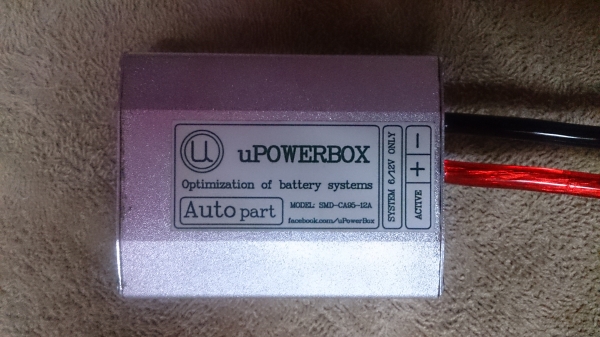 u
uPOWERBOX
Optimization of battery systems
Auto part
MODEL: SMD-CA95-12A
facebook.com/uPowerBox
SYSTEM 6/12V ONLY
ACTIVE + -